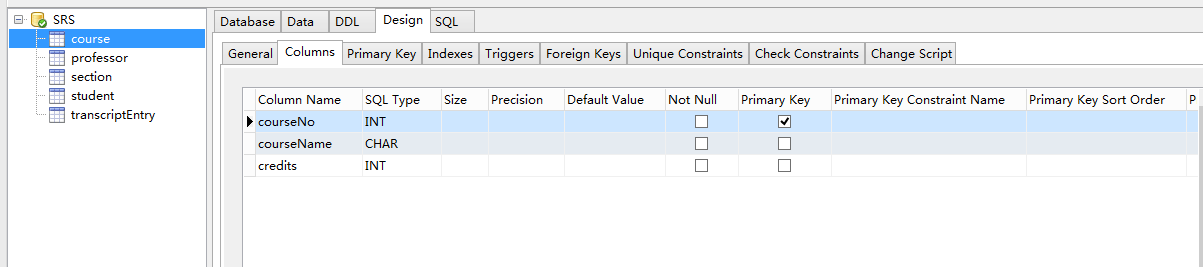 SRS
course
professor
section
student
transcriptEntry
Database Data DDL Design SQL
General Columns Primary Key Indexes Triggers Foreign Keys Unique Constraints Check Constraints Change Script
Column Name SQL Type Size Precision Default Value Not Null Primary Key Primary Key Constraint Name Primary Key Sort Order P
courseNo INT
courseName CHAR
credits INT